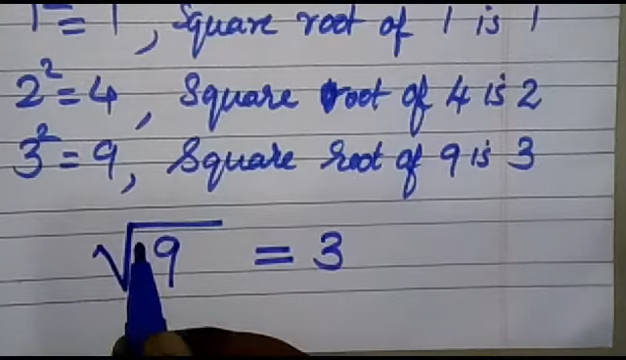 1² = 1, Square root of 1 is 1
2² = 4, Square root of 4 is 2
3² = 9, Square root of 9 is 3
√9 = 3